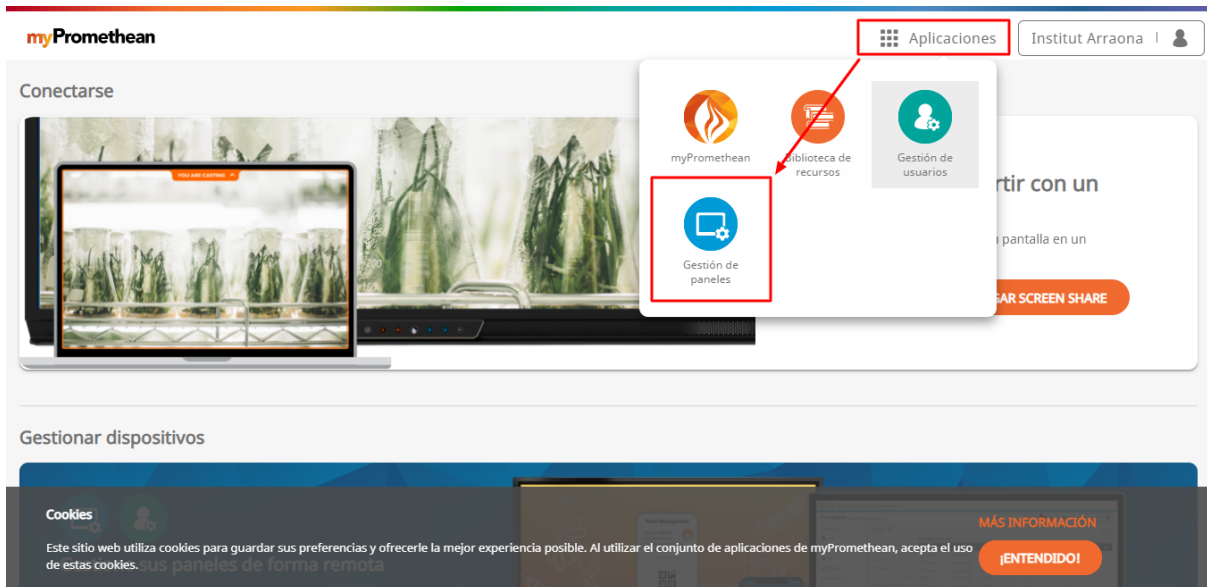 myPromethean
Aplicaciones
Institut Arraona
Conectarse
YOU ARE CASTING
myPromethean
Biblioteca de
recursos
Gestión de
usuarios
Gestión de
paneles
rtir con un
pantalla en un
AR SCREEN SHARE
Gestionar dispositivos
Cookies
Este sitio web utiliza cookies para guardar sus preferencias y ofrecerle la mejor experiencia posible. Al utilizar el conjunto de aplicaciones de myPromethean, acepta el uso
de estas cookies.
sus paneles de forma remota
MÁS INFORMACIÓN
¡ENTENDIDO!